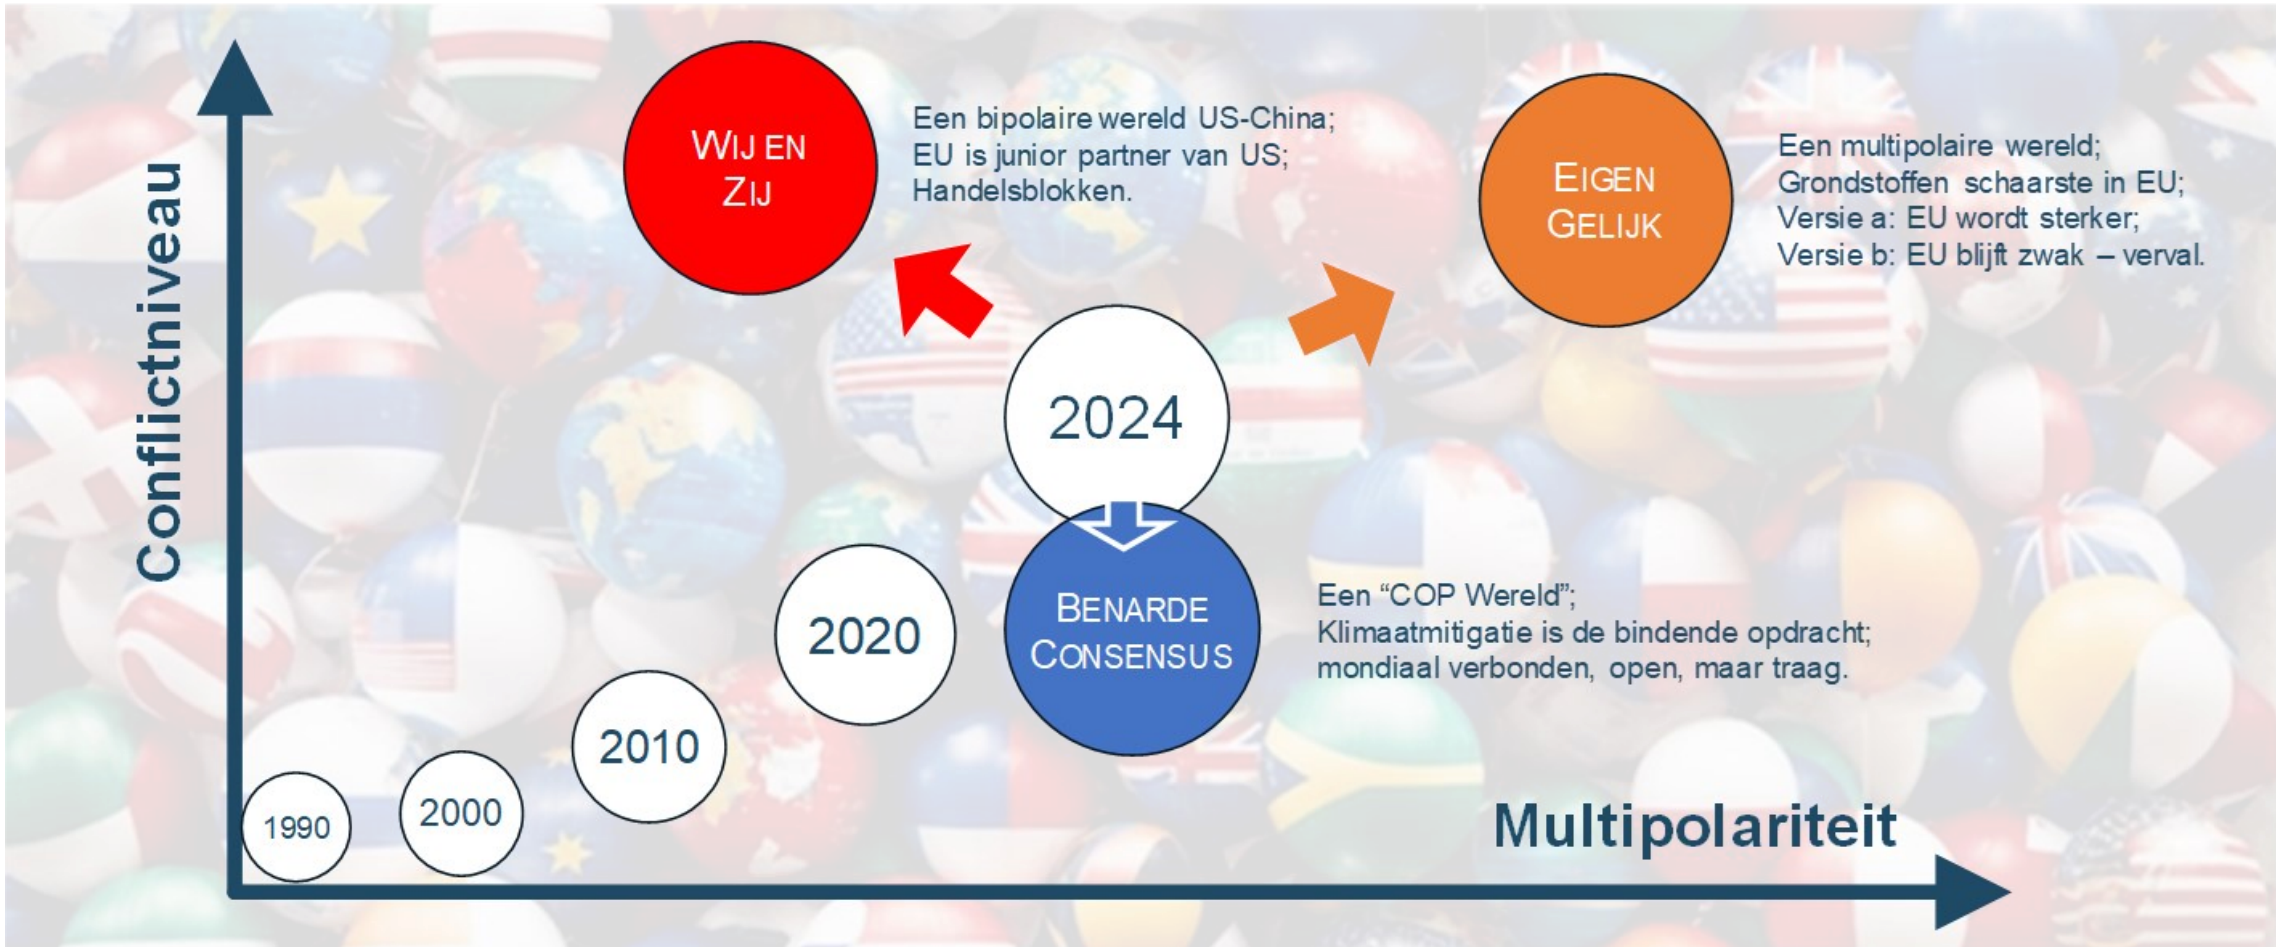 Conflictniveau
WIJ EN
ZIJ
Een bipolaire wereld US-China;
EU is junior partner van US;
Handelsblokken.
EIGEN
GELIJK
Een multipolaire wereld;
Grondstoffen schaarste in EU;
Versie a: EU wordt sterker;
Versie b: EU blijft zwak – verval.
2024
BENARDE
CONSENSUS
Een “COP Wereld”;
Klimaatmitigatie is de bindende opdracht;
mondiaal verbonden, open, maar traag.
2020
2010
2000
1990
Multipolariteit